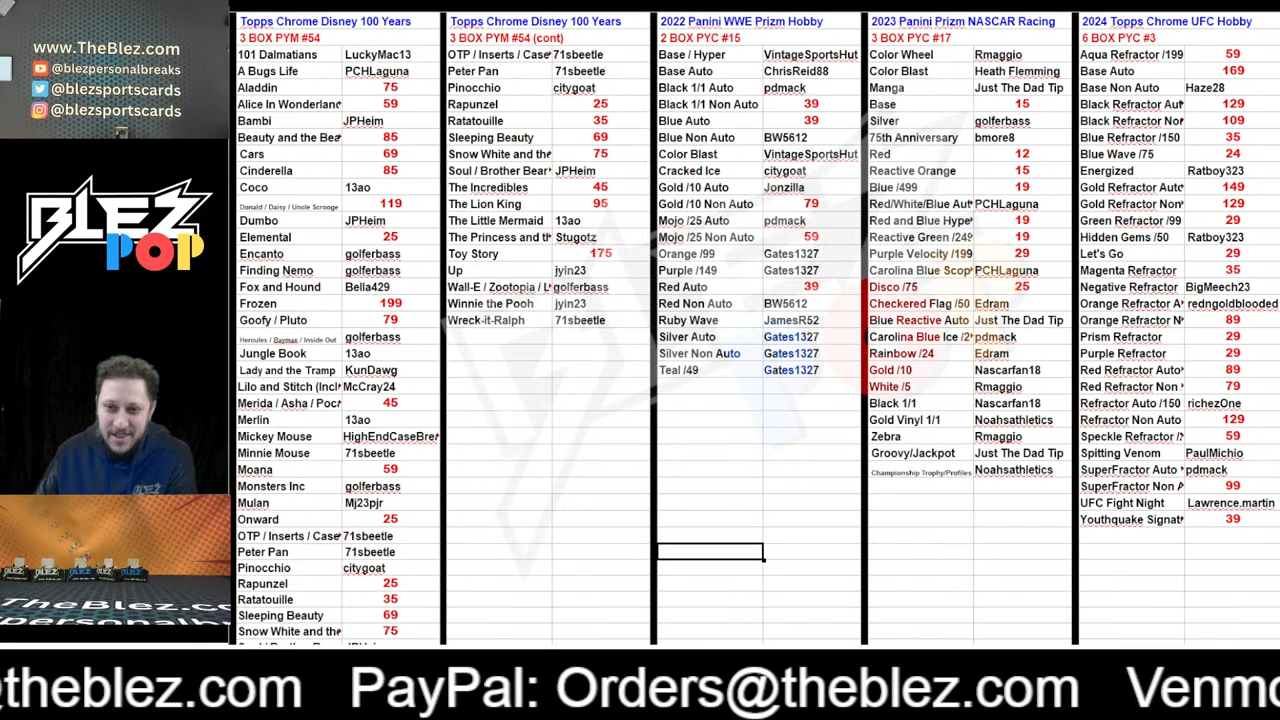 www.TheBlez.com
@blezpersonalbreaks
@blezsportscards
BLEZ
POP
Topps Chrome Disney 100 Years
3 BOX PYM #54
101 Dalmatians LuckyMac13
A Bugs Life PCHLaguna
Aladdin 75
Alice In Wonderlan 59
Bambi JPHeim
Beauty and the Bea 85
Cars 69
Cinderella 85
Coco 13ao
Donald / Daisy / Uncle Scrooge 119
Dumbo JPHeim
Elemental 25
Encanto golferbass
Finding Nemo golferbass
Fox and Hound Bella429
Frozen 199
Goofy / Pluto 79
Hercules / Baymax / Inside Out golferbass
Jungle Book 13ao
Lady and the Tramp KunDawg
Lilo and Stitch (Incl McCray24
Merida / Asha / Poc 45
Merlin 13ao
Mickey Mouse HighEndCaseBre
Minnie Mouse 71sbeetle
Moana 59
Monsters Inc golferbass
Mulan Mj23pjr
Onward 25
OTP / Inserts / Case 71sbeetle
Peter Pan 71sbeetle
Pinocchio citygoat
Rapunzel 25
Ratatouille 35
Sleeping Beauty 69
Snow White and the 75
Topps Chrome Disney 100 Years
3 BOX PYM #54 (cont)
OTP / Inserts / Case 71sbeetle
Peter Pan 71sbeetle
Pinocchio citygoat
Rapunzel 25
Ratatouille 35
Sleeping Beauty 69
Snow White and th 75
Soul / Brother Bear JPHeim
The Incredibles 45
The Lion King 95
The Little Mermaid 13ao
The Princess and th Stugotz
Toy Story 175
Up jyin23
Wall-E / Zootopia / L golferbass
Winnie the Pooh jyin23
Wreck-it-Ralph 71sbeetle
2022 Panini WWE Prizm Hobby
2 BOX PYC #15
Base / Hyper VintageSportsHut
Base Auto ChrisReid88
Black 1/1 Auto pdmack
Black 1/1 Non Auto 39
Blue Auto 39
Blue Non Auto BW5612
Color Blast VintageSportsHut
Cracked Ice citygoat
Gold /10 Auto Jonzilla
Gold /10 Non Auto 79
Mojo /25 Auto pdmack
Mojo /25 Non Auto 59
Orange /99 Gates1327
Purple /149 Gates1327
Red Auto 39
Red Non Auto BW5612
Ruby Wave JamesR52
Silver Auto Gates1327
Silver Non Auto Gates1327
Teal /49 Gates1327
2023 Panini Prizm NASCAR Racing
3 BOX PYC #17
Color Wheel Rmaggio
Color Blast Heath Flemming
Manga Just The Dad Tip
Base 15
Silver golferbass
75th Anniversary bmore8
Red 12
Reactive Orange 15
Blue /499 19
Red/White/Blue Aut PCHLaguna
Red and Blue Hype 19
Reactive Green /249 19
Purple Velocity /199 29
Carolina Blue Scop PCHLaguna
Disco /75 25
Checkered Flag /50 Edram
Blue Reactive Auto Just The Dad Tip
Carolina Blue Ice /2 pdmack
Rainbow /24 Edram
Gold /10 Nascarfan18
White /5 Rmaggio
Black 1/1 Nascarfan18
Gold Vinyl 1/1 Noahsathletics
Zebra Rmaggio
Groovy/Jackpot Just The Dad Tip
Championship Trophy/Profiles Noahsathletics
2024 Topps Chrome UFC Hobby
6 BOX PYC #3
Aqua Refractor /199 59
Base Auto 169
Base Non Auto Haze28
Black Refractor Aut 129
Black Refractor Nor 109
Blue Refractor /150 35
Blue Wave /75 24
Energized Ratboy323
Gold Refractor Aut 149
Gold Refractor Non 129
Green Refractor /99 29
Hidden Gems /50 Ratboy323
Let's Go 29
Magenta Refractor 35
Negative Refractor BigMeech23
Orange Refractor A redngoldblooded
Orange Refractor N 89
Prism Refractor 29
Purple Refractor 29
Red Refractor Auto 89
Red Refractor Non 79
Refractor Auto /150 richezOne
Refractor Non Auto 129
Speckle Refractor / 59
Spitting Venom PaulMichio
SuperFractor Auto pdmack
SuperFractor Non A 99
UFC Fight Night Lawrence.martin
Youthquake Signat 39
@theblez.com PayPal: Orders@theblez.com Venmo